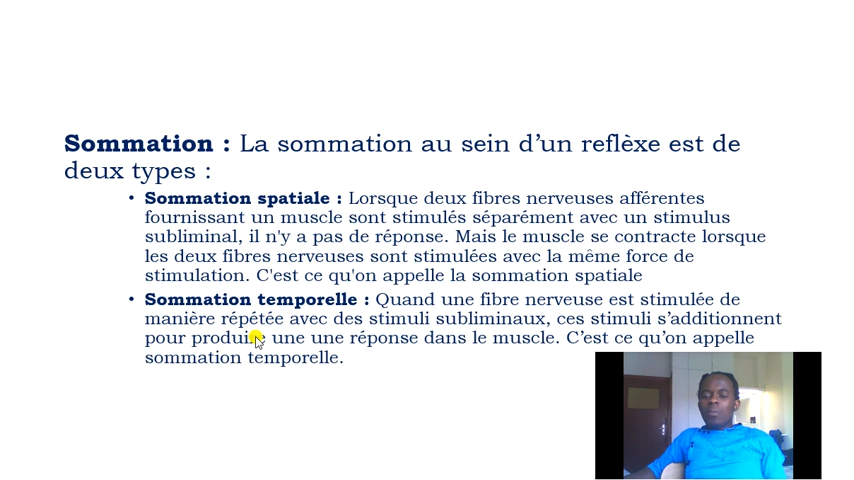 Sommation : La sommation au sein d’un reflèxe est de
deux types :
• Sommation spatiale : Lorsque deux fibres nerveuses afférentes
fournissant un muscle sont stimulés séparément avec un stimulus
subliminal, il n'y a pas de réponse. Mais le muscle se contracte lorsque
les deux fibres nerveuses sont stimulées avec la même force de
stimulation. C'est ce qu'on appelle la sommation spatiale
• Sommation temporelle : Quand une fibre nerveuse est stimulée de
manière répétée avec des stimuli subliminaux, ces stimuli s’additionnent
pour produire une une réponse dans le muscle. C’est ce qu’on appelle
sommation temporelle.